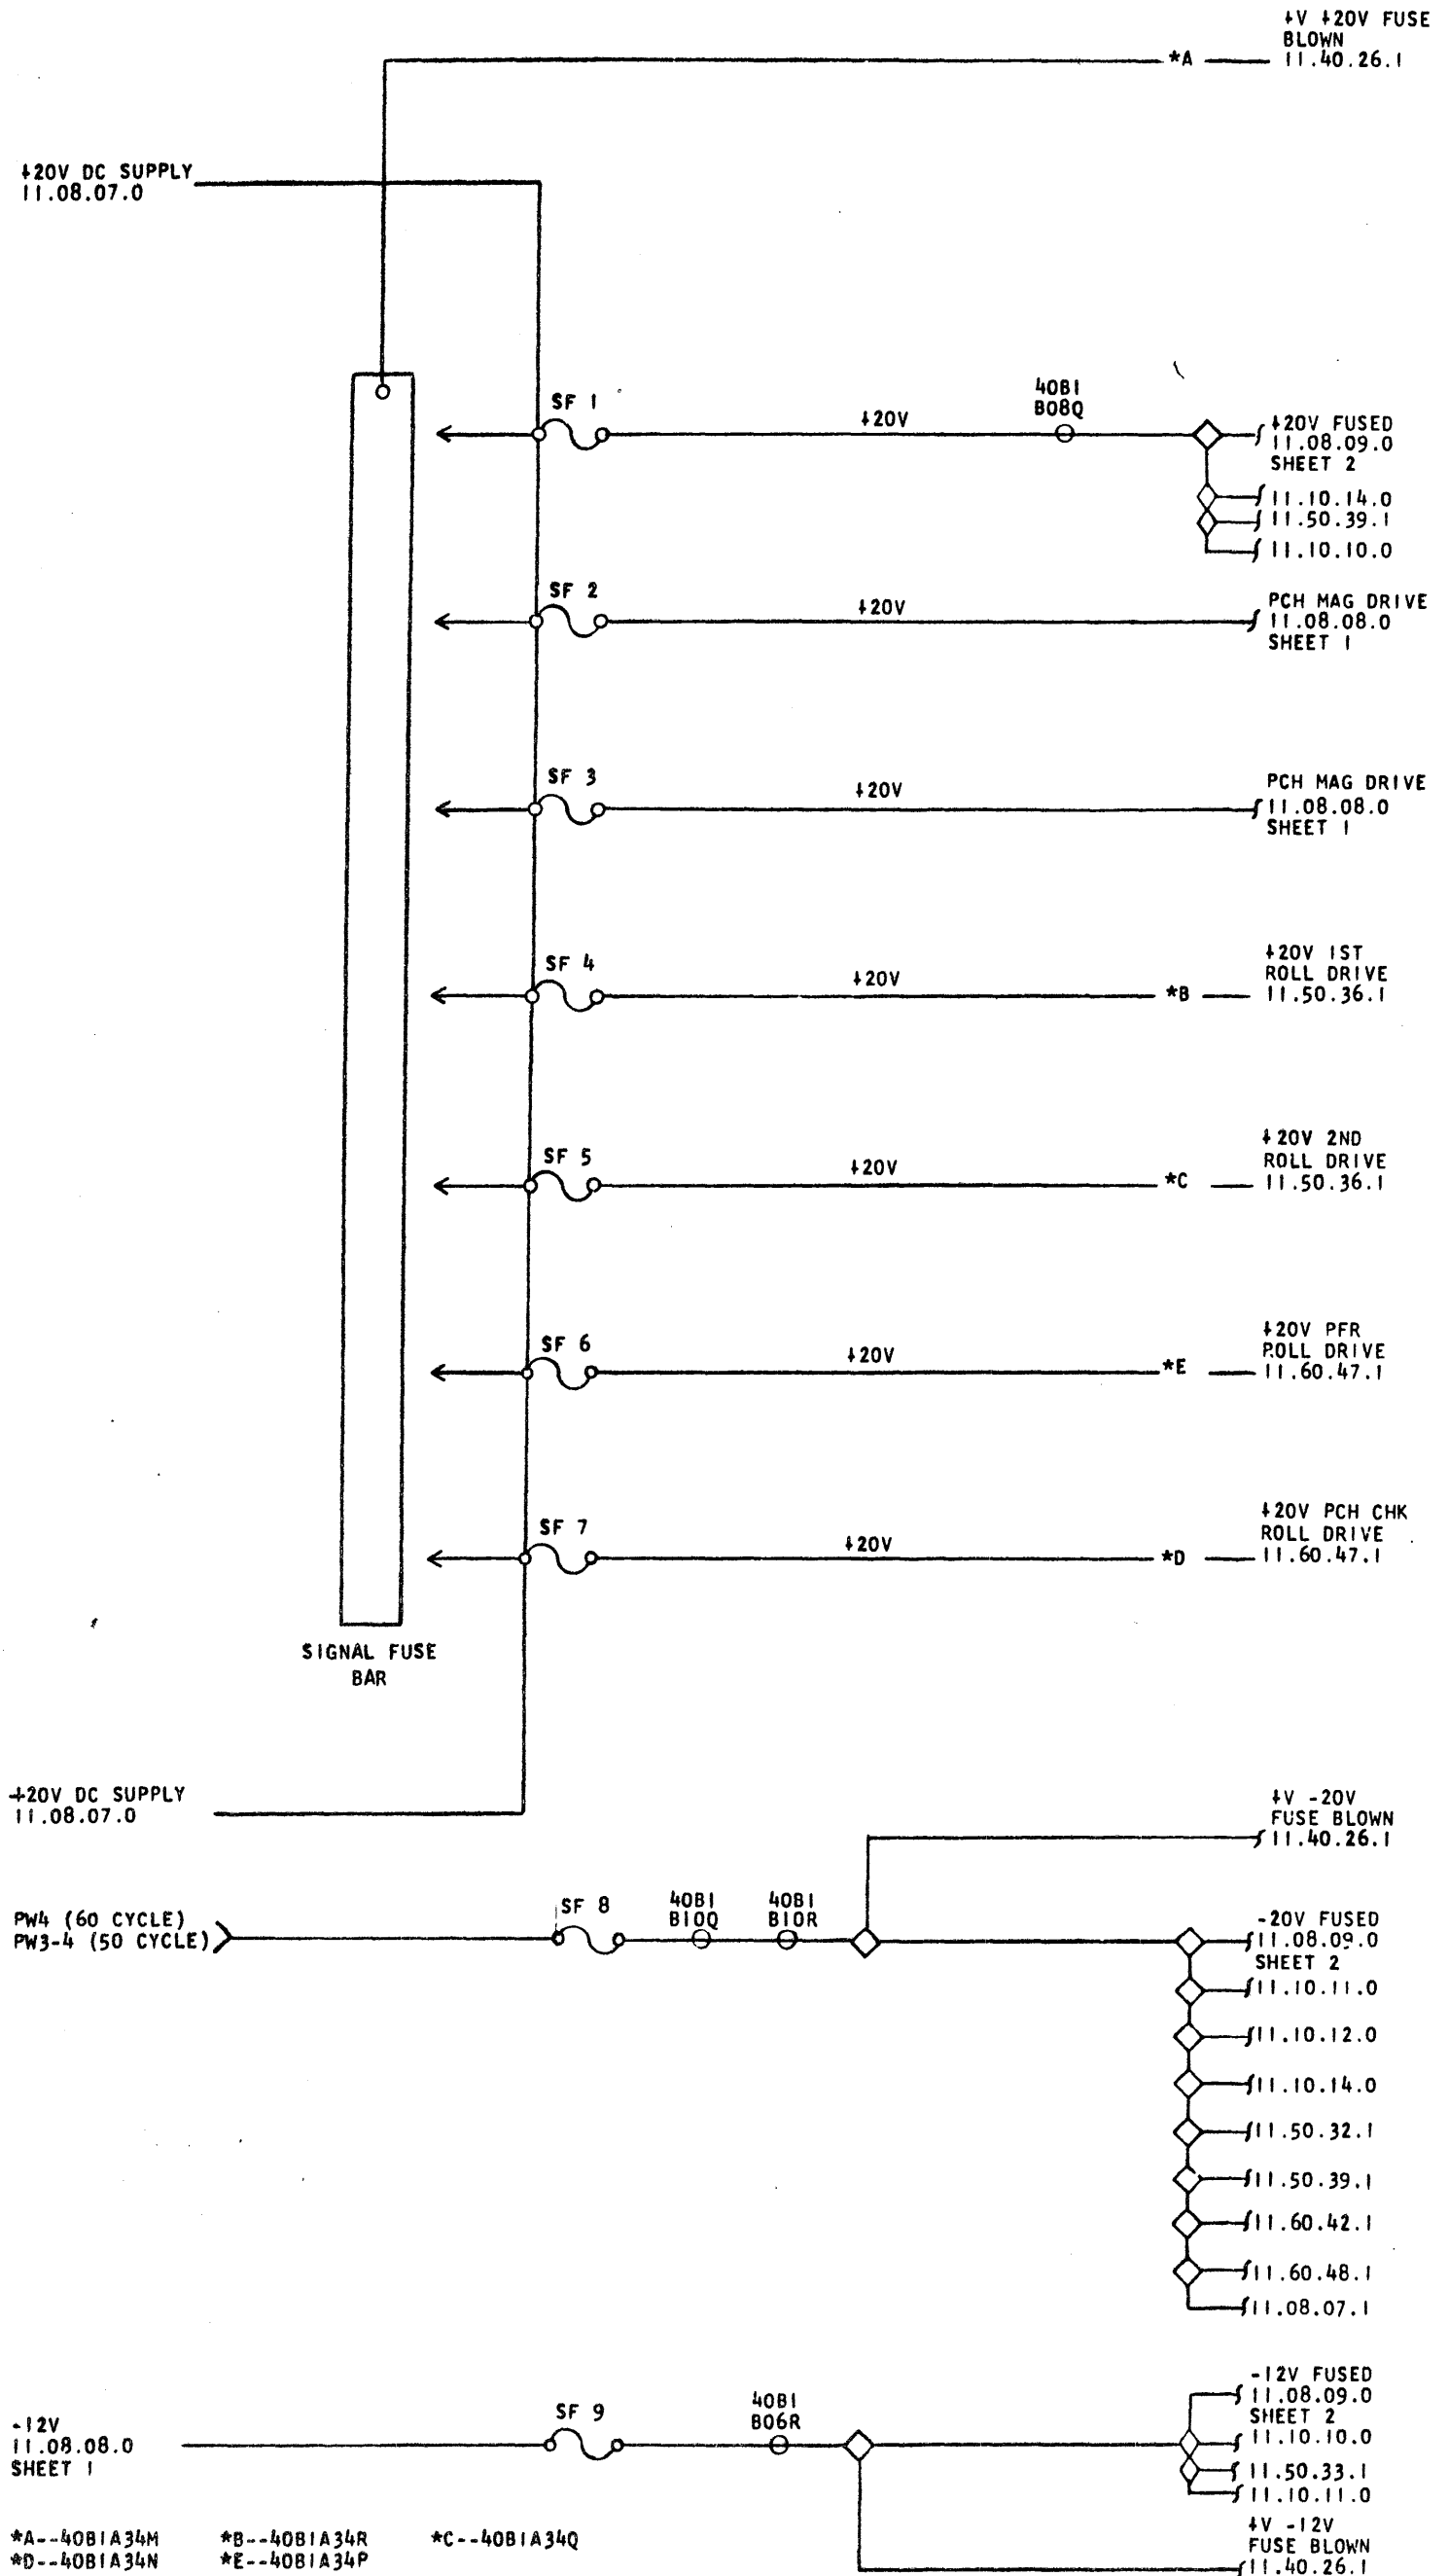 +V +20V FUSE
BLOWN
*A 11.40.26.1
+20V DC SUPPLY
11.08.07.0
SF 1
+20V
40B1
B08Q
+20V FUSED
11.08.09.0
SHEET 2
11.10.14.0
11.50.39.1
11.10.10.0
SF 2
+20V
PCH MAG DRIVE
11.08.08.0
SHEET 1
SF 3
+20V
PCH MAG DRIVE
11.08.08.0
SHEET 1
SF 4
+20V
*B
+20V 1ST
ROLL DRIVE
11.50.36.1
SF 5
+20V
*C
+20V 2ND
ROLL DRIVE
11.50.36.1
SF 6
+20V
*E
+20V PFR
ROLL DRIVE
11.60.47.1
SF 7
+20V
*D
+20V PCH CHK
ROLL DRIVE
11.60.47.1
SIGNAL FUSE
BAR
+20V DC SUPPLY
11.08.07.0
+V -20V
FUSE BLOWN
11.40.26.1
PW4 (60 CYCLE)
PW3-4 (50 CYCLE)
SF 8
40B1
B10Q
40B1
B10R
-20V FUSED
11.08.09.0
SHEET 2
11.10.11.0
11.10.12.0
11.10.14.0
11.50.32.1
11.50.39.1
11.60.42.1
11.60.48.1
11.08.07.1
-12V
11.08.08.0
SHEET 1
SF 9
40B1
B06R
-12V FUSED
11.08.09.0
SHEET 2
11.10.10.0
11.50.33.1
11.10.11.0
+V -12V
FUSE BLOWN
11.40.26.1
*A--40B1A34M *B--40B1A34R *C--40B1A34Q
*D--40B1A34N *E--40B1A34P